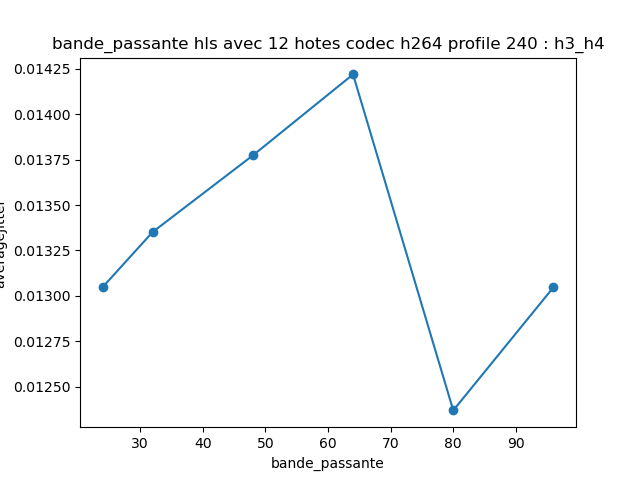 bande_passante hls avec 12 hotes codec h264 profile 240 : h3_h4
0.01425
0.01400
0.01375
0.01350
0.01325
0.01300
0.01275
0.01250
averagejitter
30 40 50 60 70 80 90
bande_passante